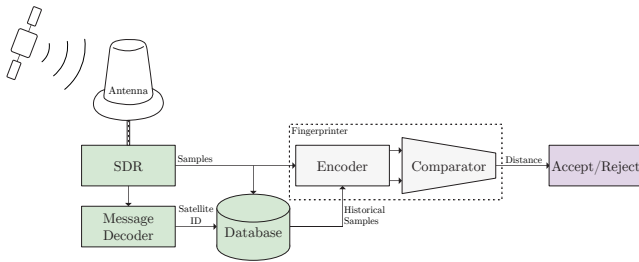 Antenna
Fingerprinter
SDR
Samples
Encoder
Comparator
Distance
Accept/Reject
Message
Decoder
Satellite
ID
Database
Historical
Samples